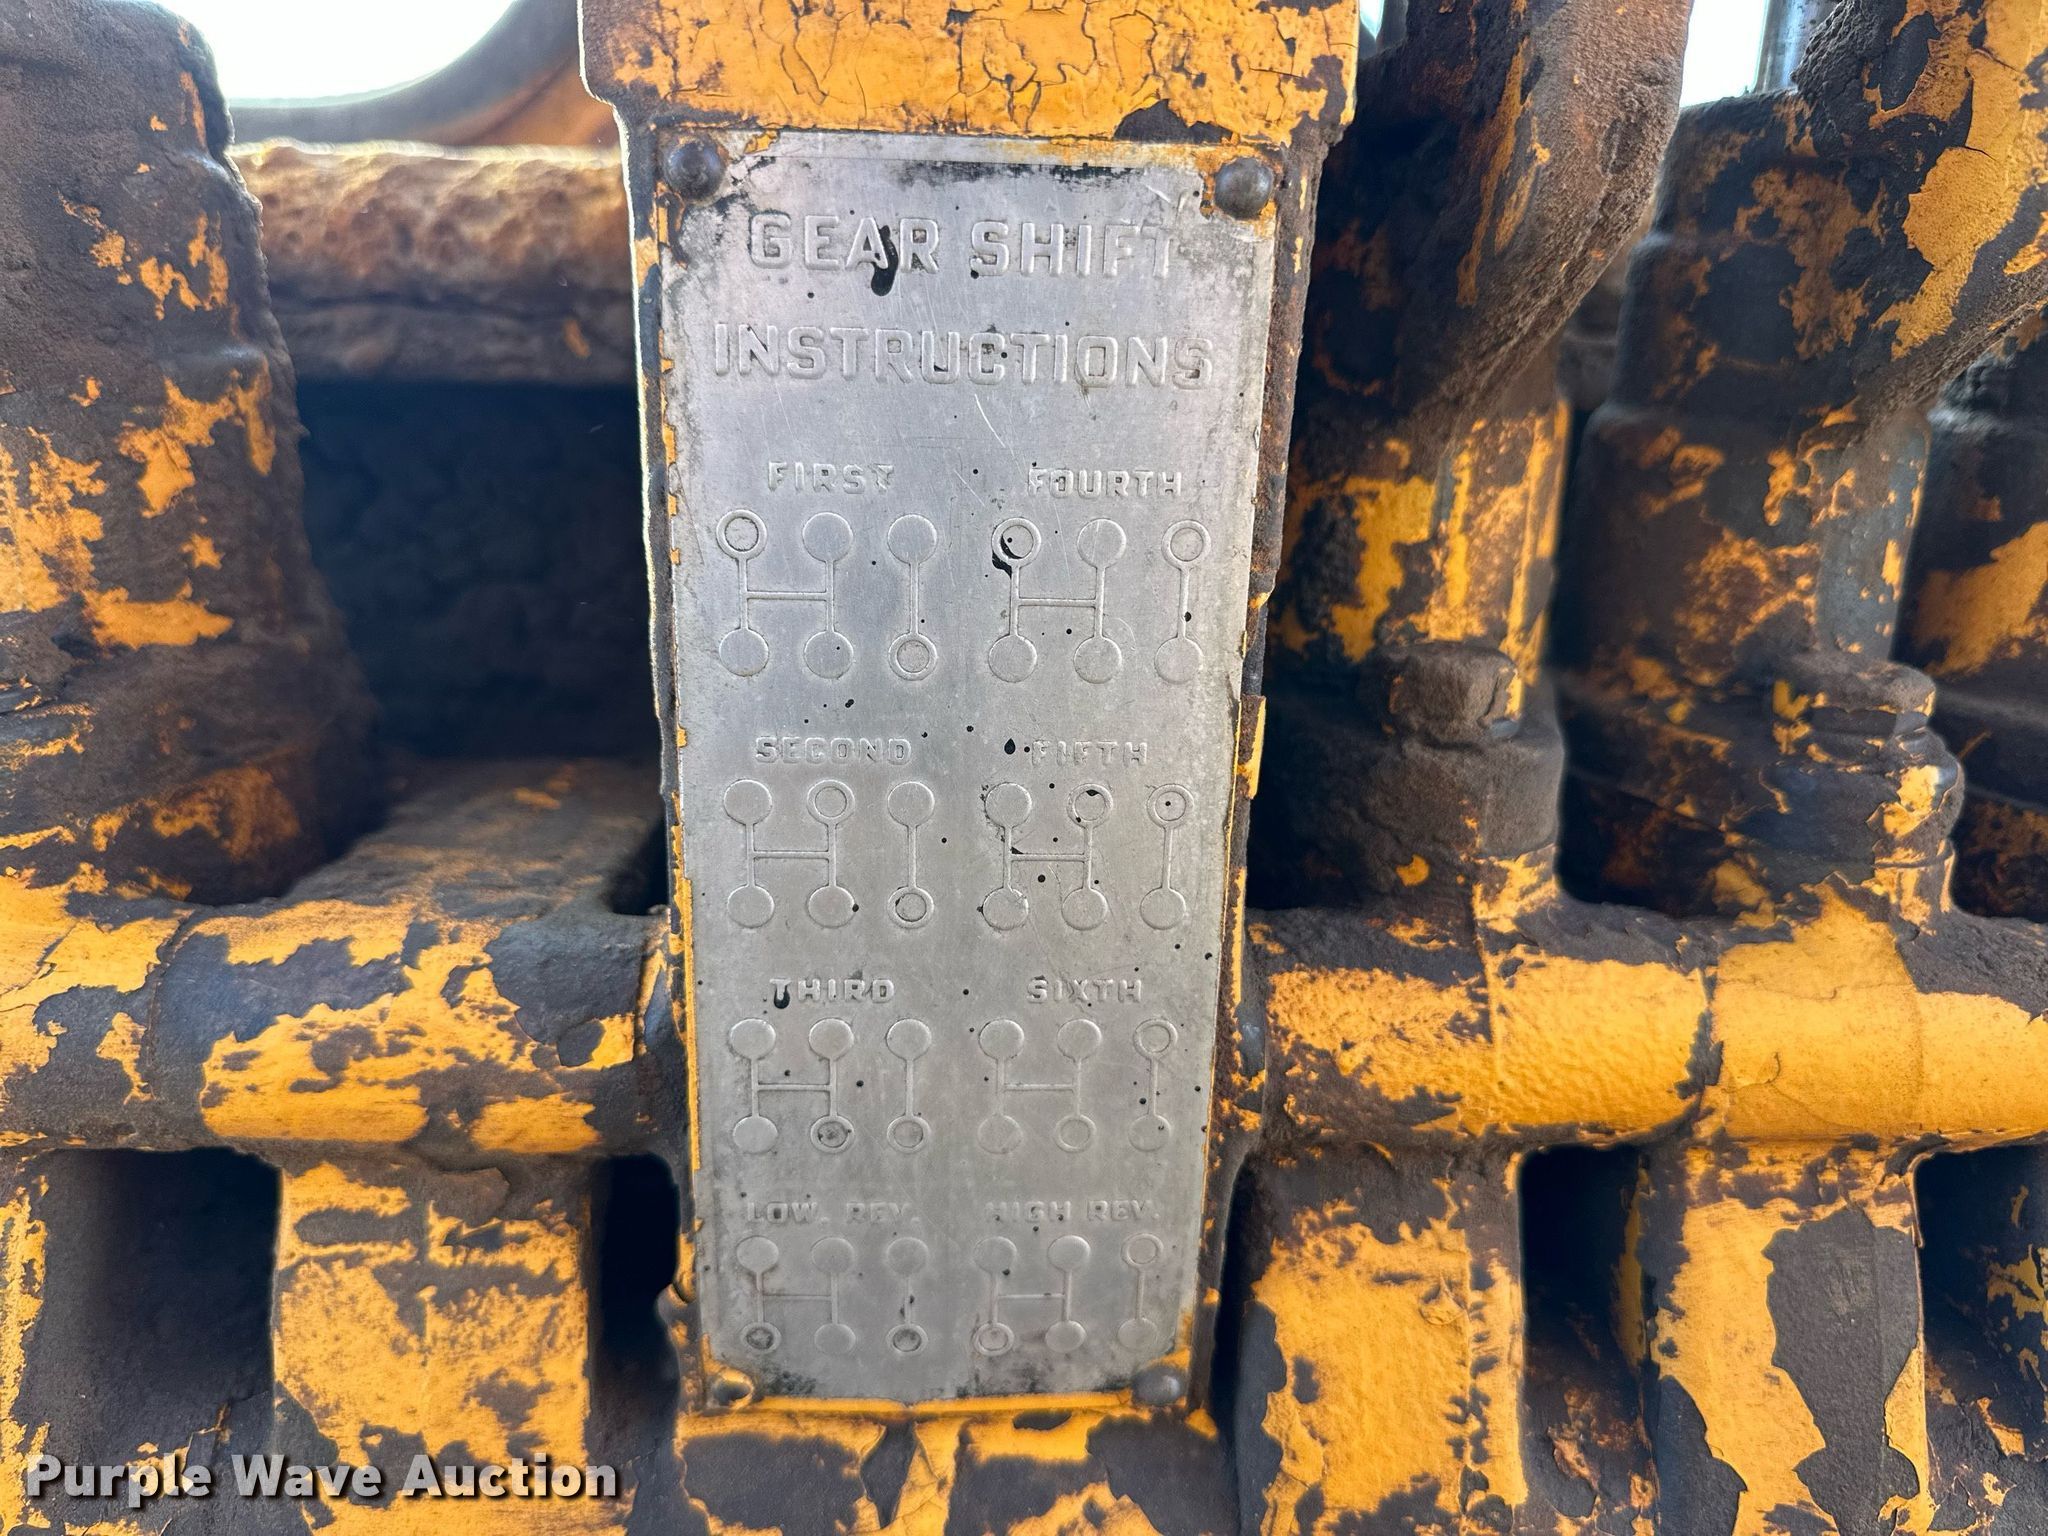 GEAR SHIFT
INSTRUCTIONS
FIRST FOURTH
SECOND FIFTH
THIRD SIXTH
LOW. REV. HIGH REV.
Purple Wave Auction